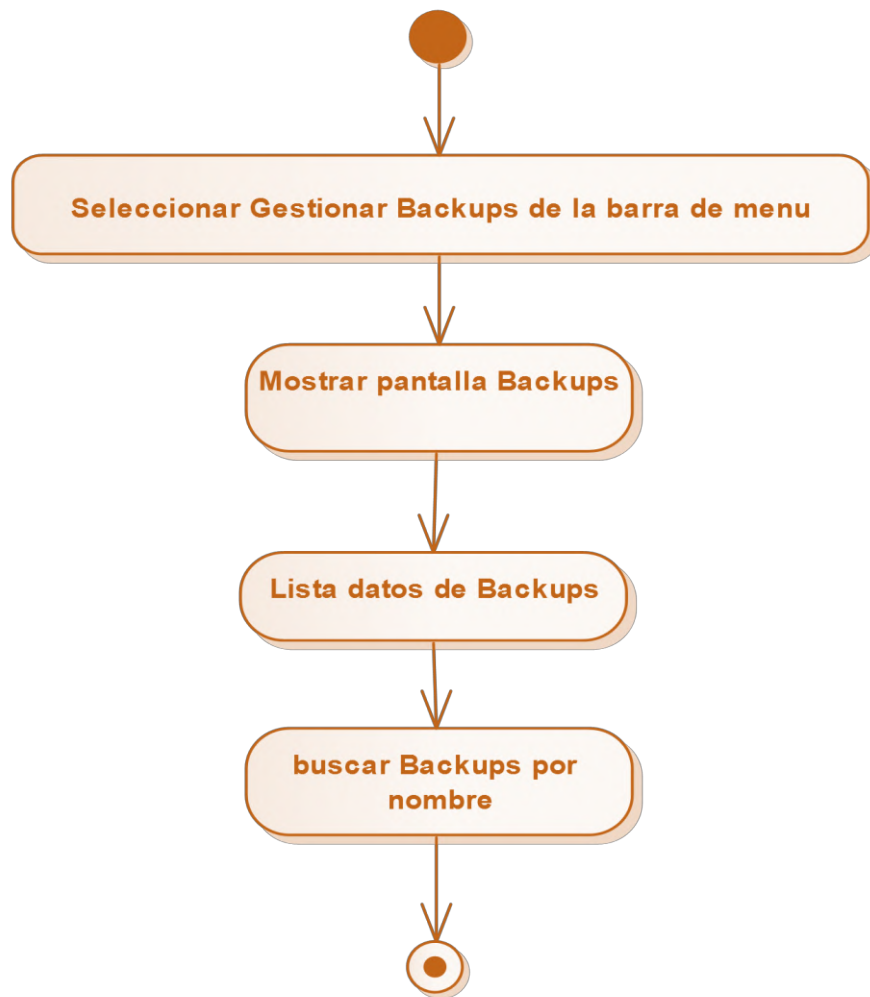 Seleccionar Gestionar Backups de la barra de menu
Mostrar pantalla Backups
Lista datos de Backups
buscar Backups por
nombre